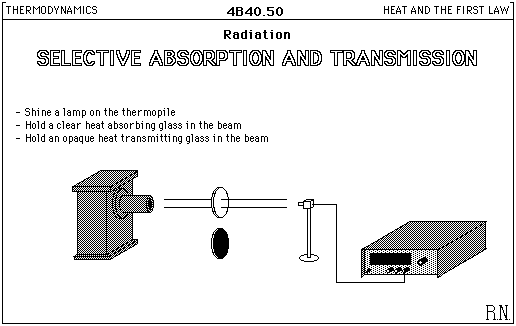 THERMODYNAMICS
4B40.50
HEAT AND THE FIRST LAW
Radiation
SELECTIVE ABSORPTION AND TRANSMISSION
- Shine a lamp on the thermopile
- Hold a clear heat absorbing glass in the beam
- Hold an opaque heat transmitting glass in the beam
R.N.